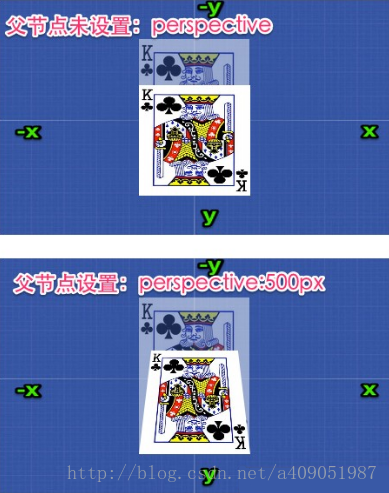 -y
父节点未设置：perspective
K
K
-x
x
K
y
-y
父节点设置：perspective:500px
K
K
-x
x
K
http://blog.csdn.net/a409051987
y